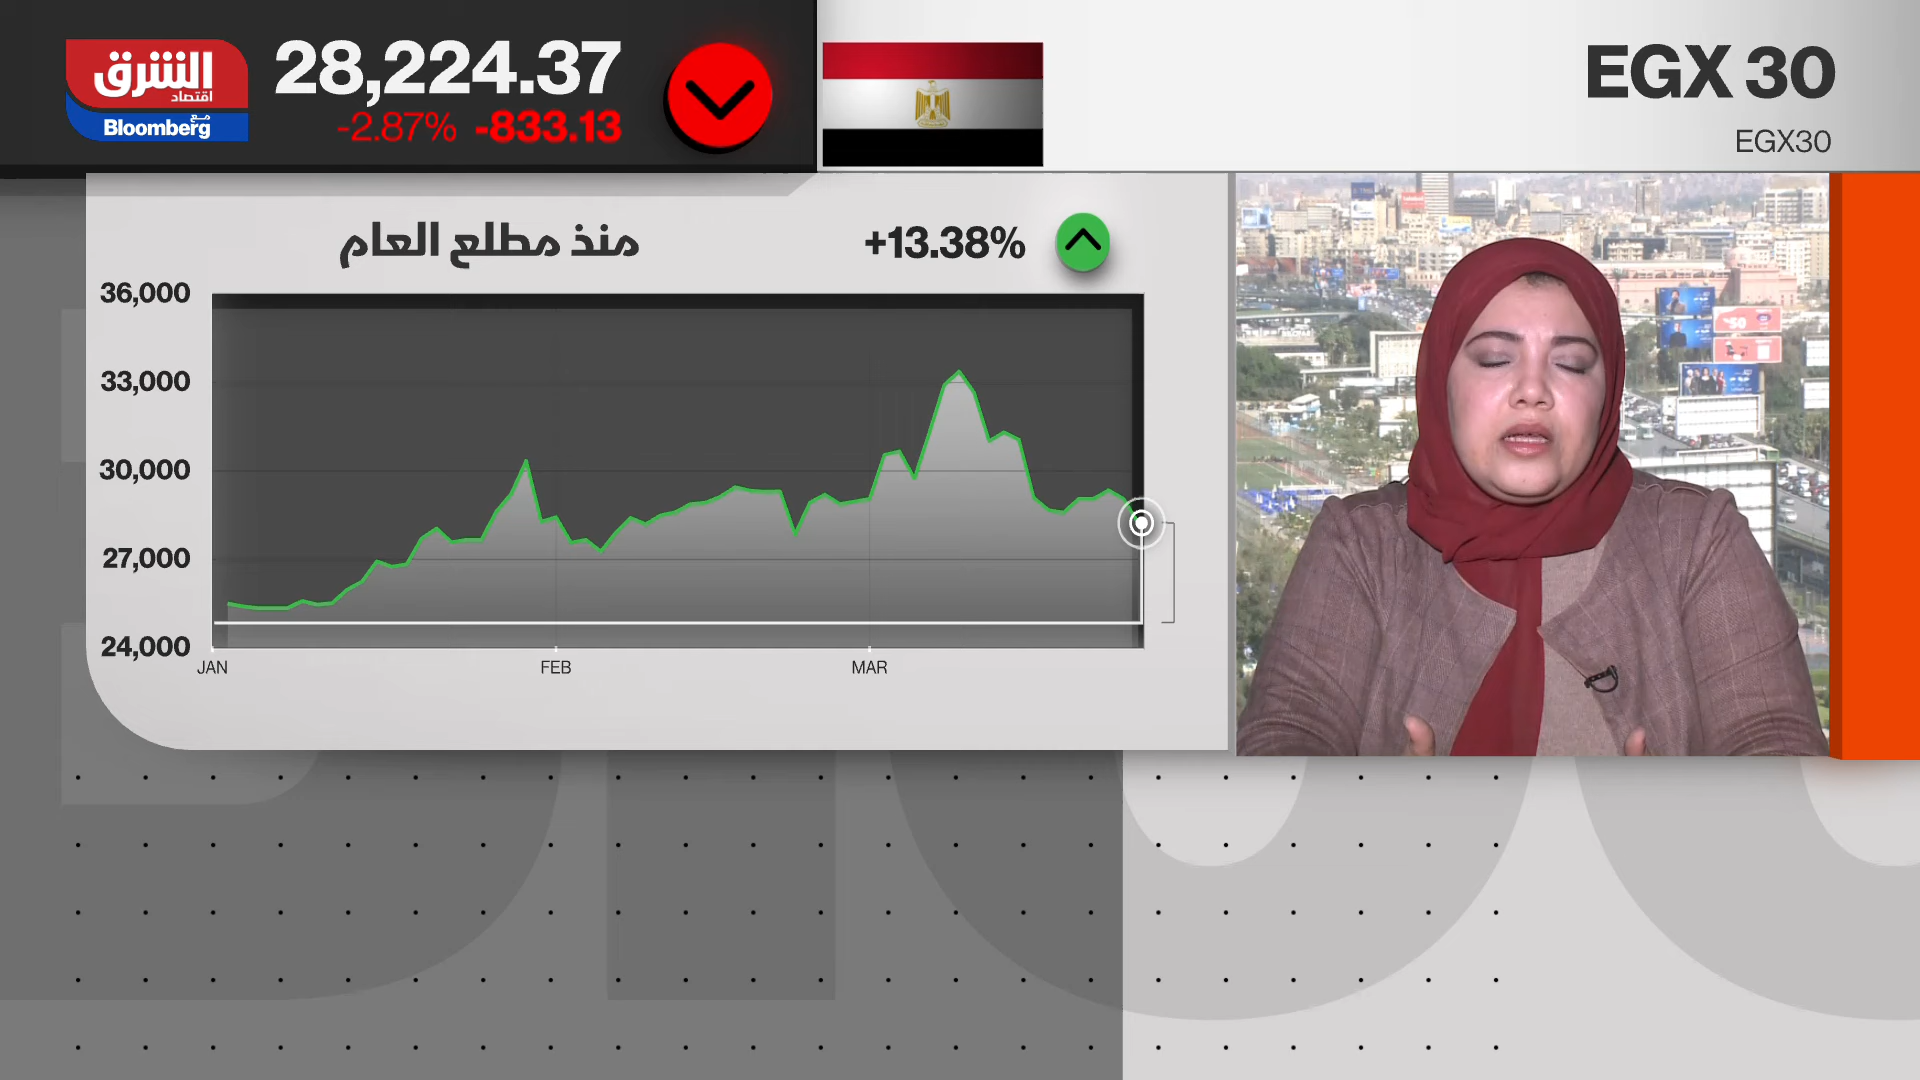 الشرق
اقتصاد
مع
Bloomberg
28,224.37
-2.87% -833.13
EGX 30
EGX30
منذ مطلع العام
+13.38%
36,000
33,000
30,000
27,000
24,000
JAN FEB MAR
50